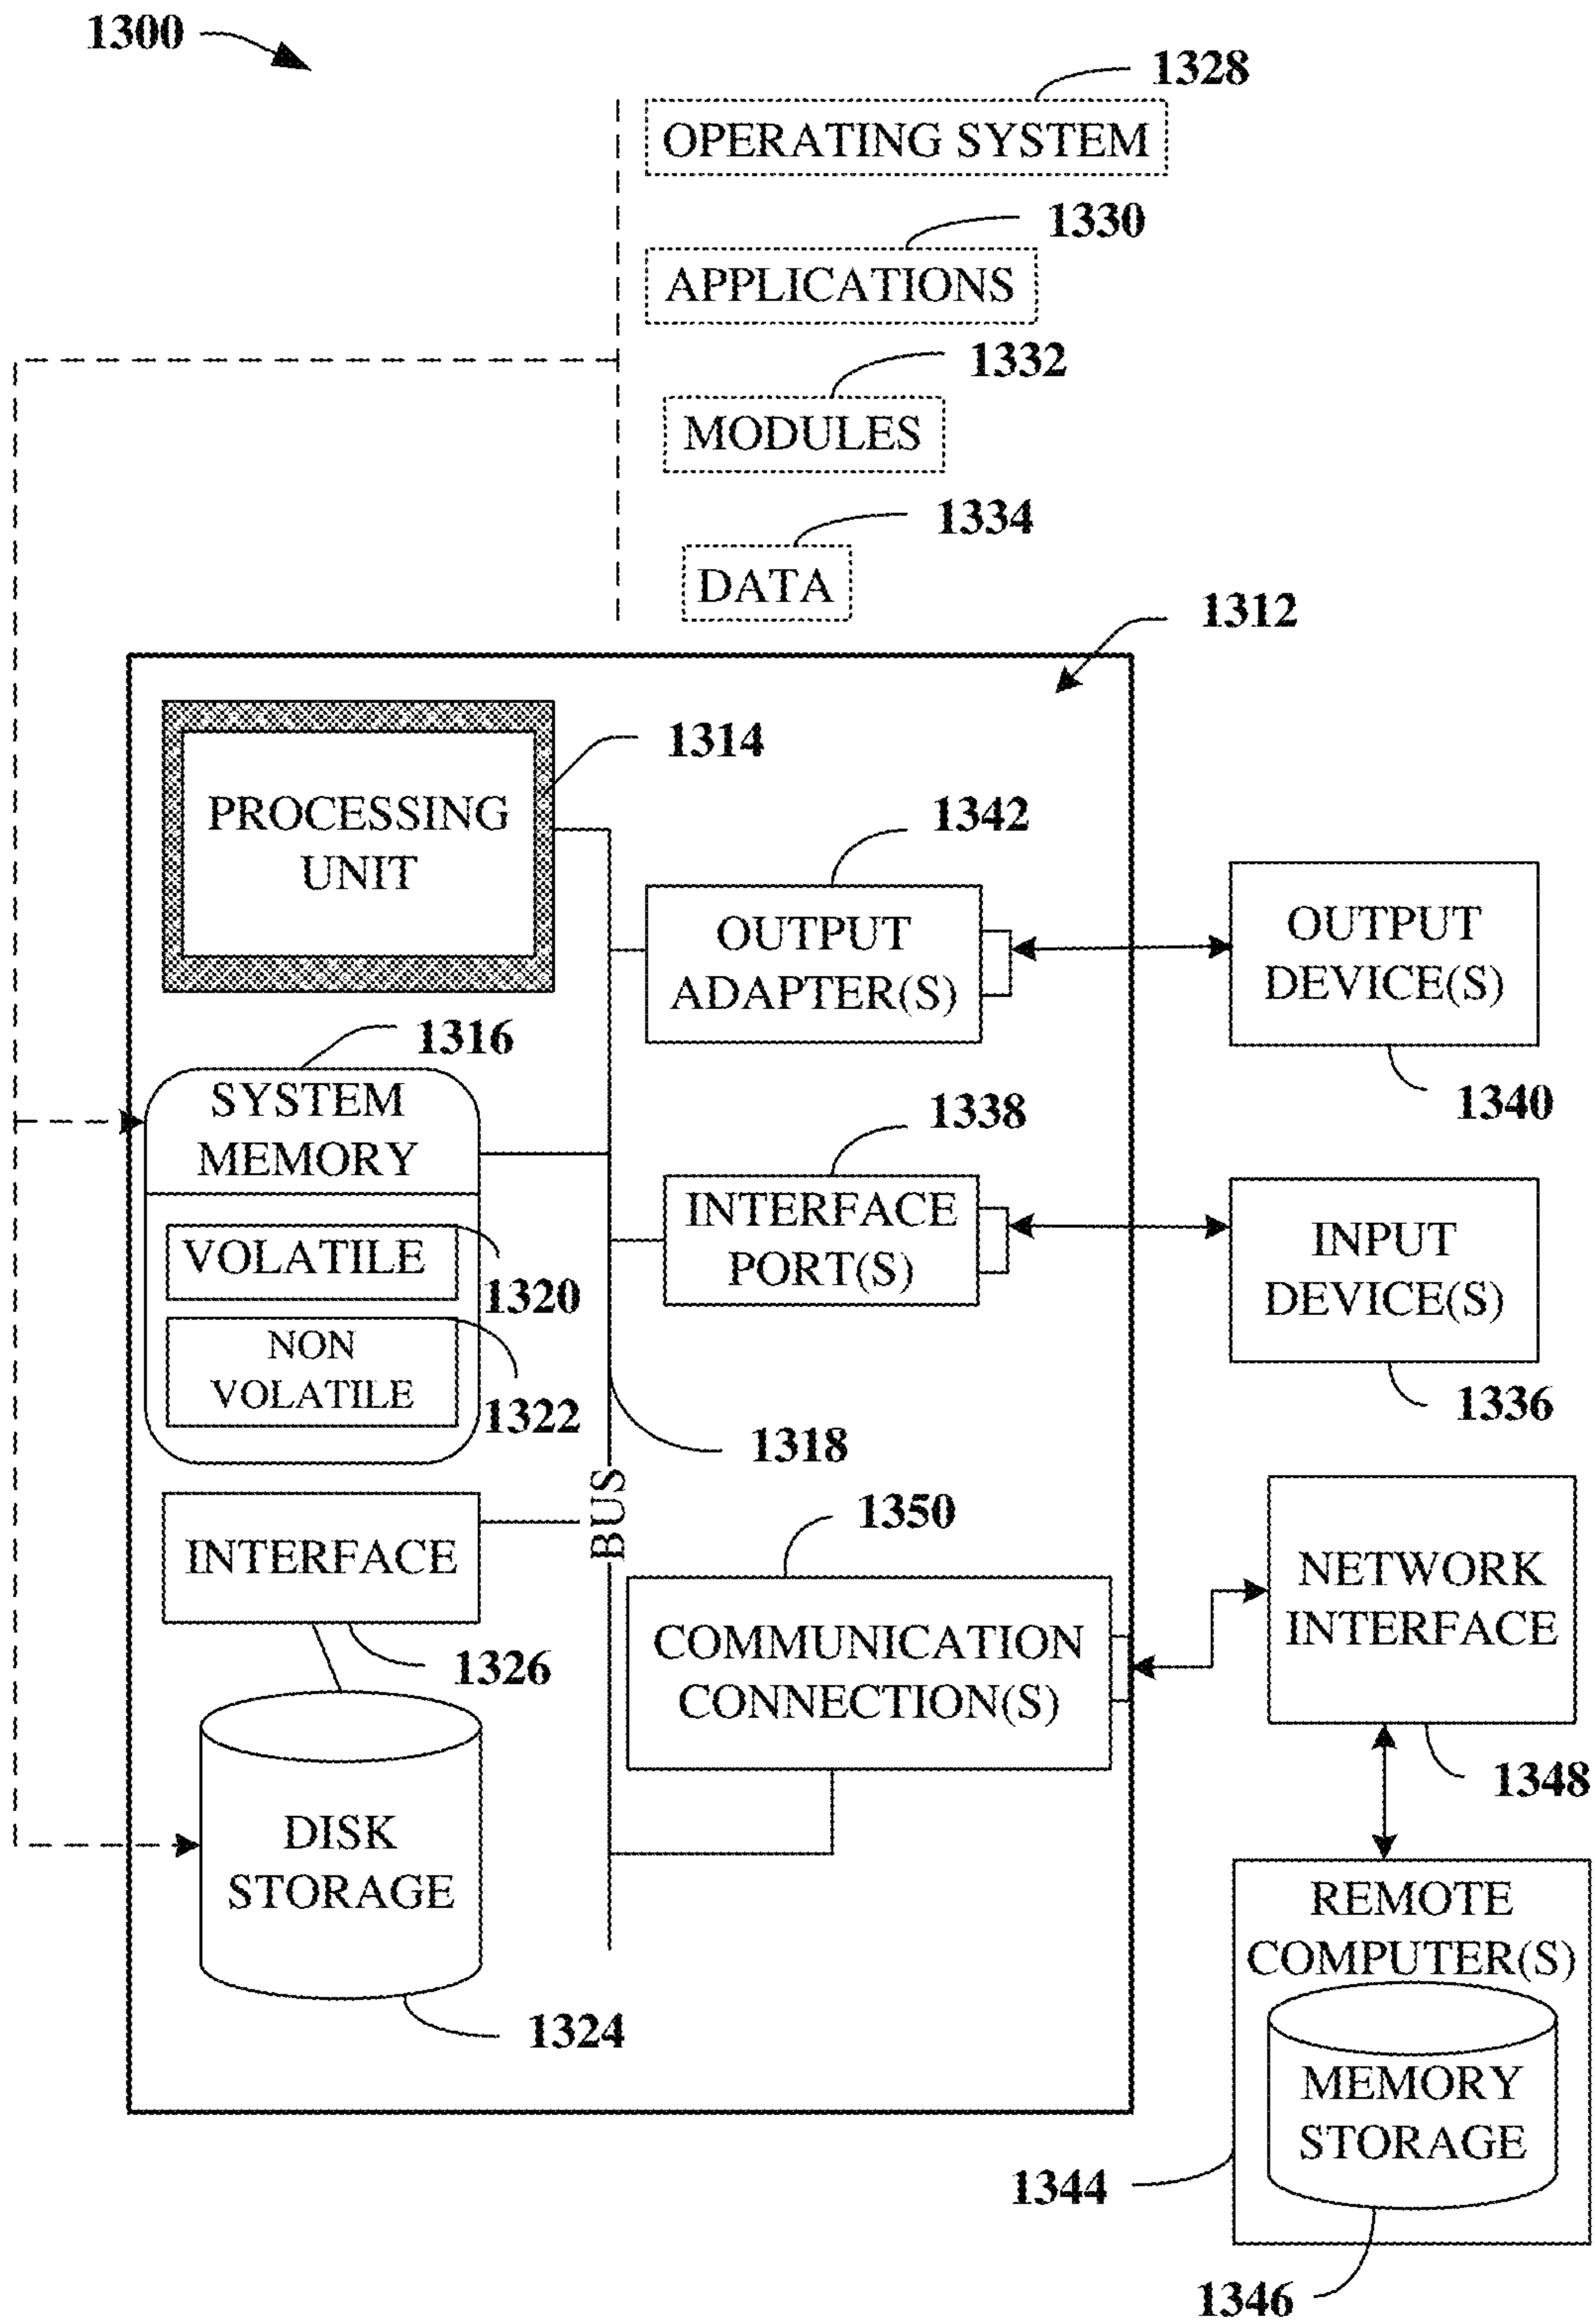 1300
1328
OPERATING SYSTEM
1330
APPLICATIONS
1332
MODULES
1334
DATA
1312
PROCESSING
UNIT
1314
1342
OUTPUT
ADAPTER(S)
OUTPUT
DEVICE(S)
1340
1316
SYSTEM
MEMORY
VOLATILE
1320
NON
VOLATILE
1322
1338
INTERFACE
PORT(S)
INPUT
DEVICE(S)
1336
1318
BUS
INTERFACE
1326
1350
COMMUNICATION
CONNECTION(S)
NETWORK
INTERFACE
1348
DISK
STORAGE
1324
REMOTE
COMPUTER(S)
MEMORY
STORAGE
1344
1346